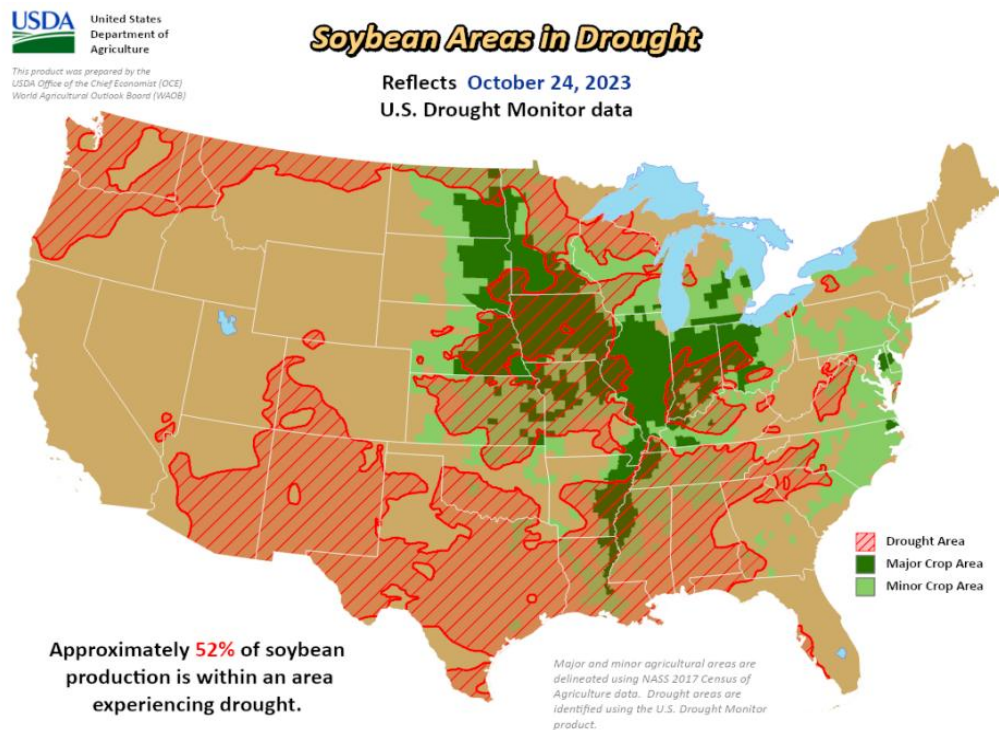 USDA
United States
Department of
Agriculture
This product was prepared by the
USDA Office of the Chief Economist (OCE)
World Agricultural Outlook Board (WAOB)
Soybean Areas in Drought
Reflects October 24, 2023
U.S. Drought Monitor data
Drought Area
Major Crop Area
Minor Crop Area
Approximately 52% of soybean
production is within an area
experiencing drought.
Major and minor agricultural areas are
delineated using NASS 2017 Census of
Agriculture data. Drought areas are
identified using the U.S. Drought Monitor
product.